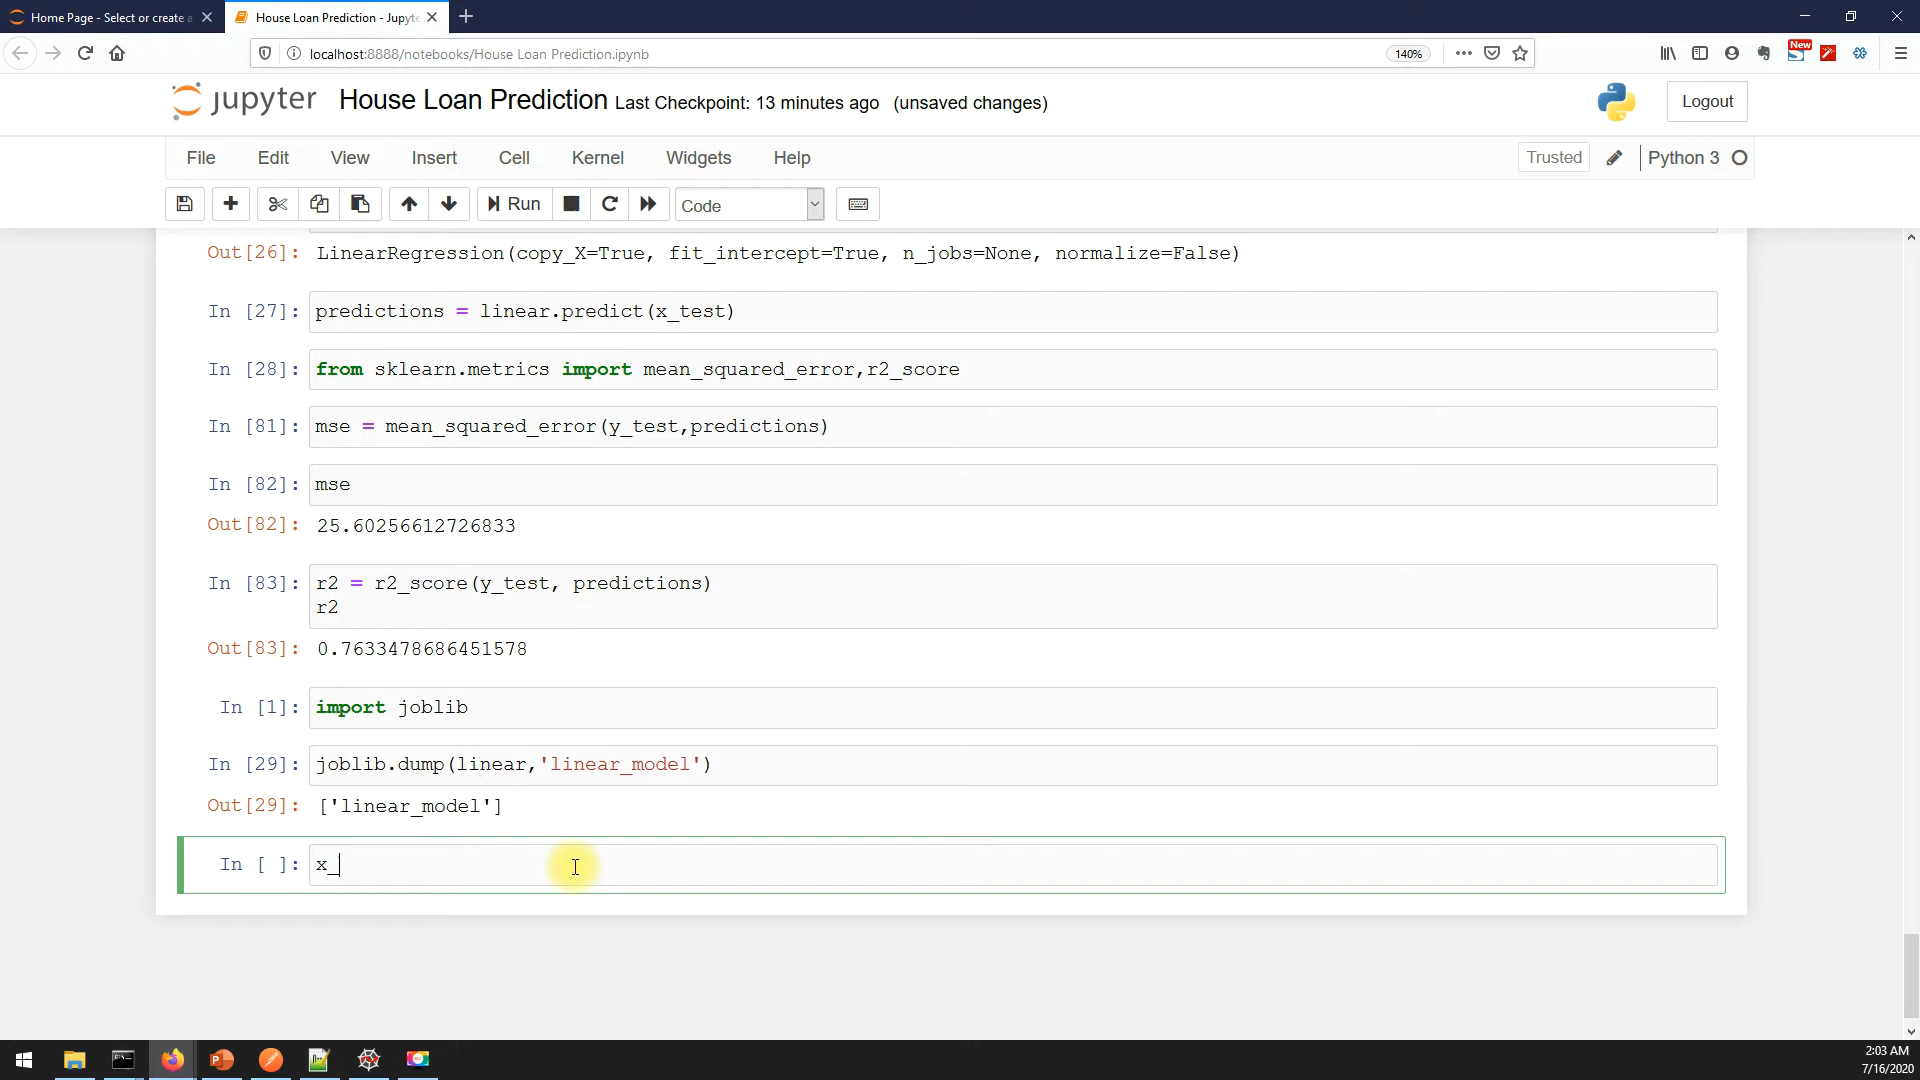 Home Page - Select or create a
House Loan Prediction - Jupyte
localhost:8888/notebooks/House Loan Prediction.ipynb
140%
New
jupyter
House Loan Prediction
Last Checkpoint: 13 minutes ago (unsaved changes)
Logout
File
Edit
View
Insert
Cell
Kernel
Widgets
Help
Trusted
Python 3
Run
Code
Out[26]: LinearRegression(copy_X=True, fit_intercept=True, n_jobs=None, normalize=False)
In [27]: predictions = linear.predict(x_test)
In [28]: from sklearn.metrics import mean_squared_error,r2_score
In [81]: mse = mean_squared_error(y_test,predictions)
In [82]: mse
Out[82]: 25.60256612726833
In [83]: r2 = r2_score(y_test, predictions)
r2
Out[83]: 0.7633478686451578
In [1]: import joblib
In [29]: joblib.dump(linear,'linear_model')
Out[29]: ['linear_model']
In [ ]: x_
2:03 AM
7/16/2020